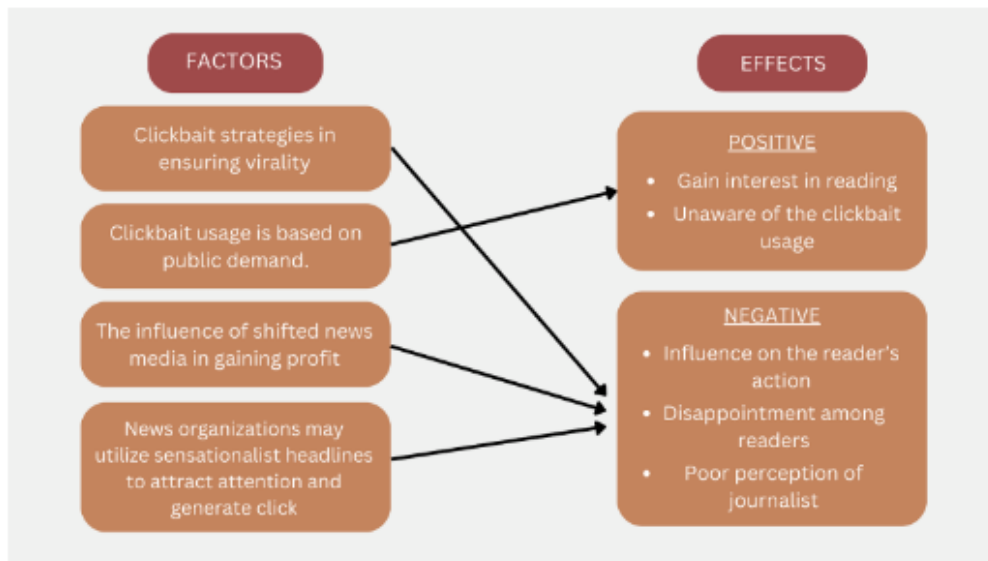 FACTORS
Clickbait strategies in
ensuring virality
Clickbait usage is based on
public demand.
The influence of shifted news
media in gaining profit
News organizations may
utilize sensationalist headlines
to attract attention and
generate click
EFFECTS
POSITIVE
• Gain interest in reading
• Unaware of the clickbait
usage
NEGATIVE
• Influence on the reader's
action
• Disappointment among
readers
• Poor perception of
journalist